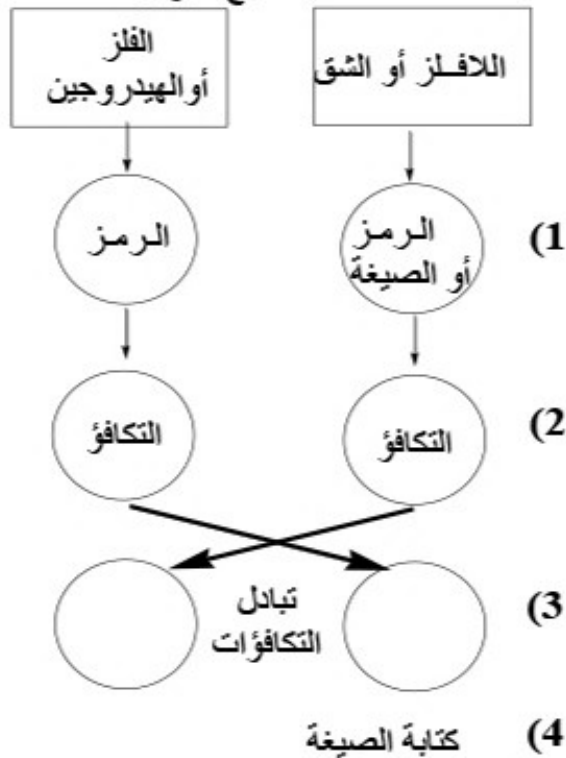 اللافلز أو الشق
الفلز
أوالهيدروجين
(1
الرمز
أو الصيغة
الرمز
(2
التكافؤ
التكافؤ
(3
تبادل
التكافؤات
(4
كتابة الصيغة